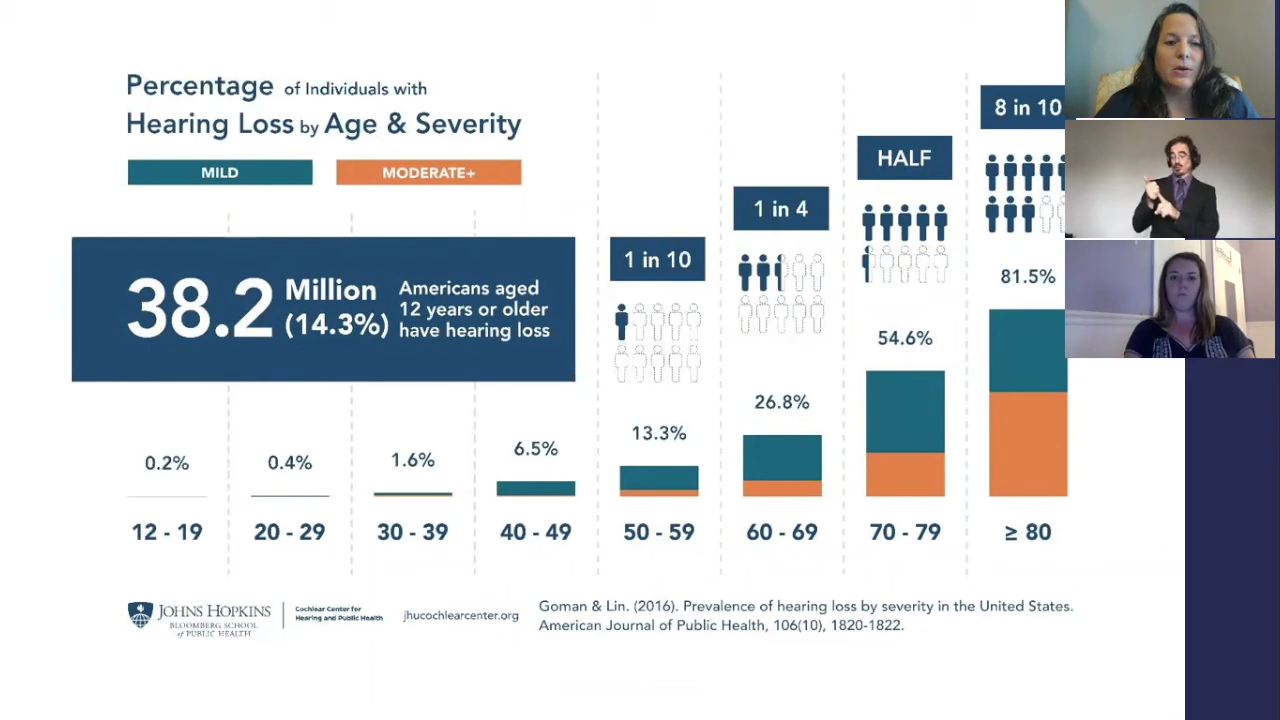 Percentage of Individuals with
Hearing Loss by Age & Severity
MILD
MODERATE+
38.2 Million (14.3%)
Americans aged
12 years or older
have hearing loss
1 in 10
1 in 4
HALF
8 in 10
0.2%
0.4%
1.6%
6.5%
13.3%
26.8%
54.6%
81.5%
12 - 19
20 - 29
30 - 39
40 - 49
50 - 59
60 - 69
70 - 79
≥ 80
JOHNS HOPKINS
BLOOMBERG SCHOOL
of PUBLIC HEALTH
Cochlear Center for
Hearing and Public Health
jhucochlearcenter.org
Goman & Lin. (2016). Prevalence of hearing loss by severity in the United States.
American Journal of Public Health, 106(10), 1820-1822.